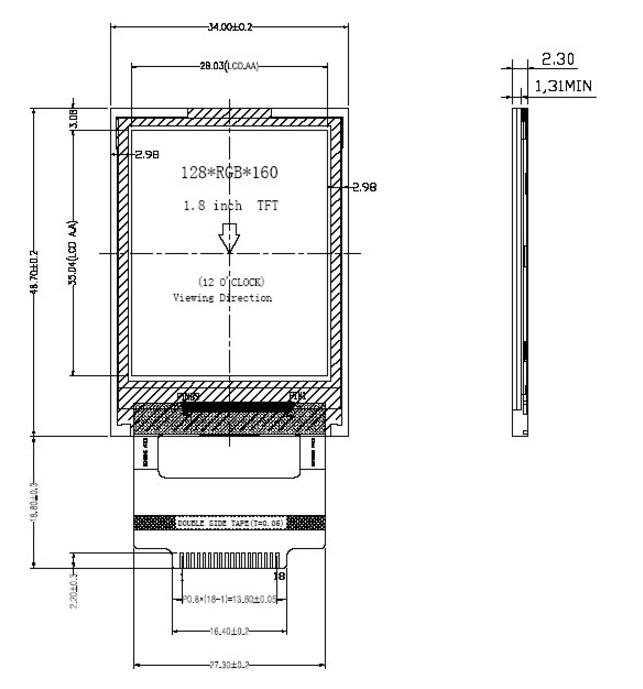 34.00±0.2
28.03(LCD.AA)
2.30
1,31MIN
3.08
2.98
128*RGB*160
2.98
1.8 inch TFT
48.70±0.2
35.04(LCD A.A)
(12 O'CLOCK)
Viewing Direction
PIN1
18.80±0.3
DOUBLE SIDE TAPE(T=0.06)
2.20±0.3
1
18
P0.8*(18-1)=13.60±0.05
16.40±0.2
27.30±0.2